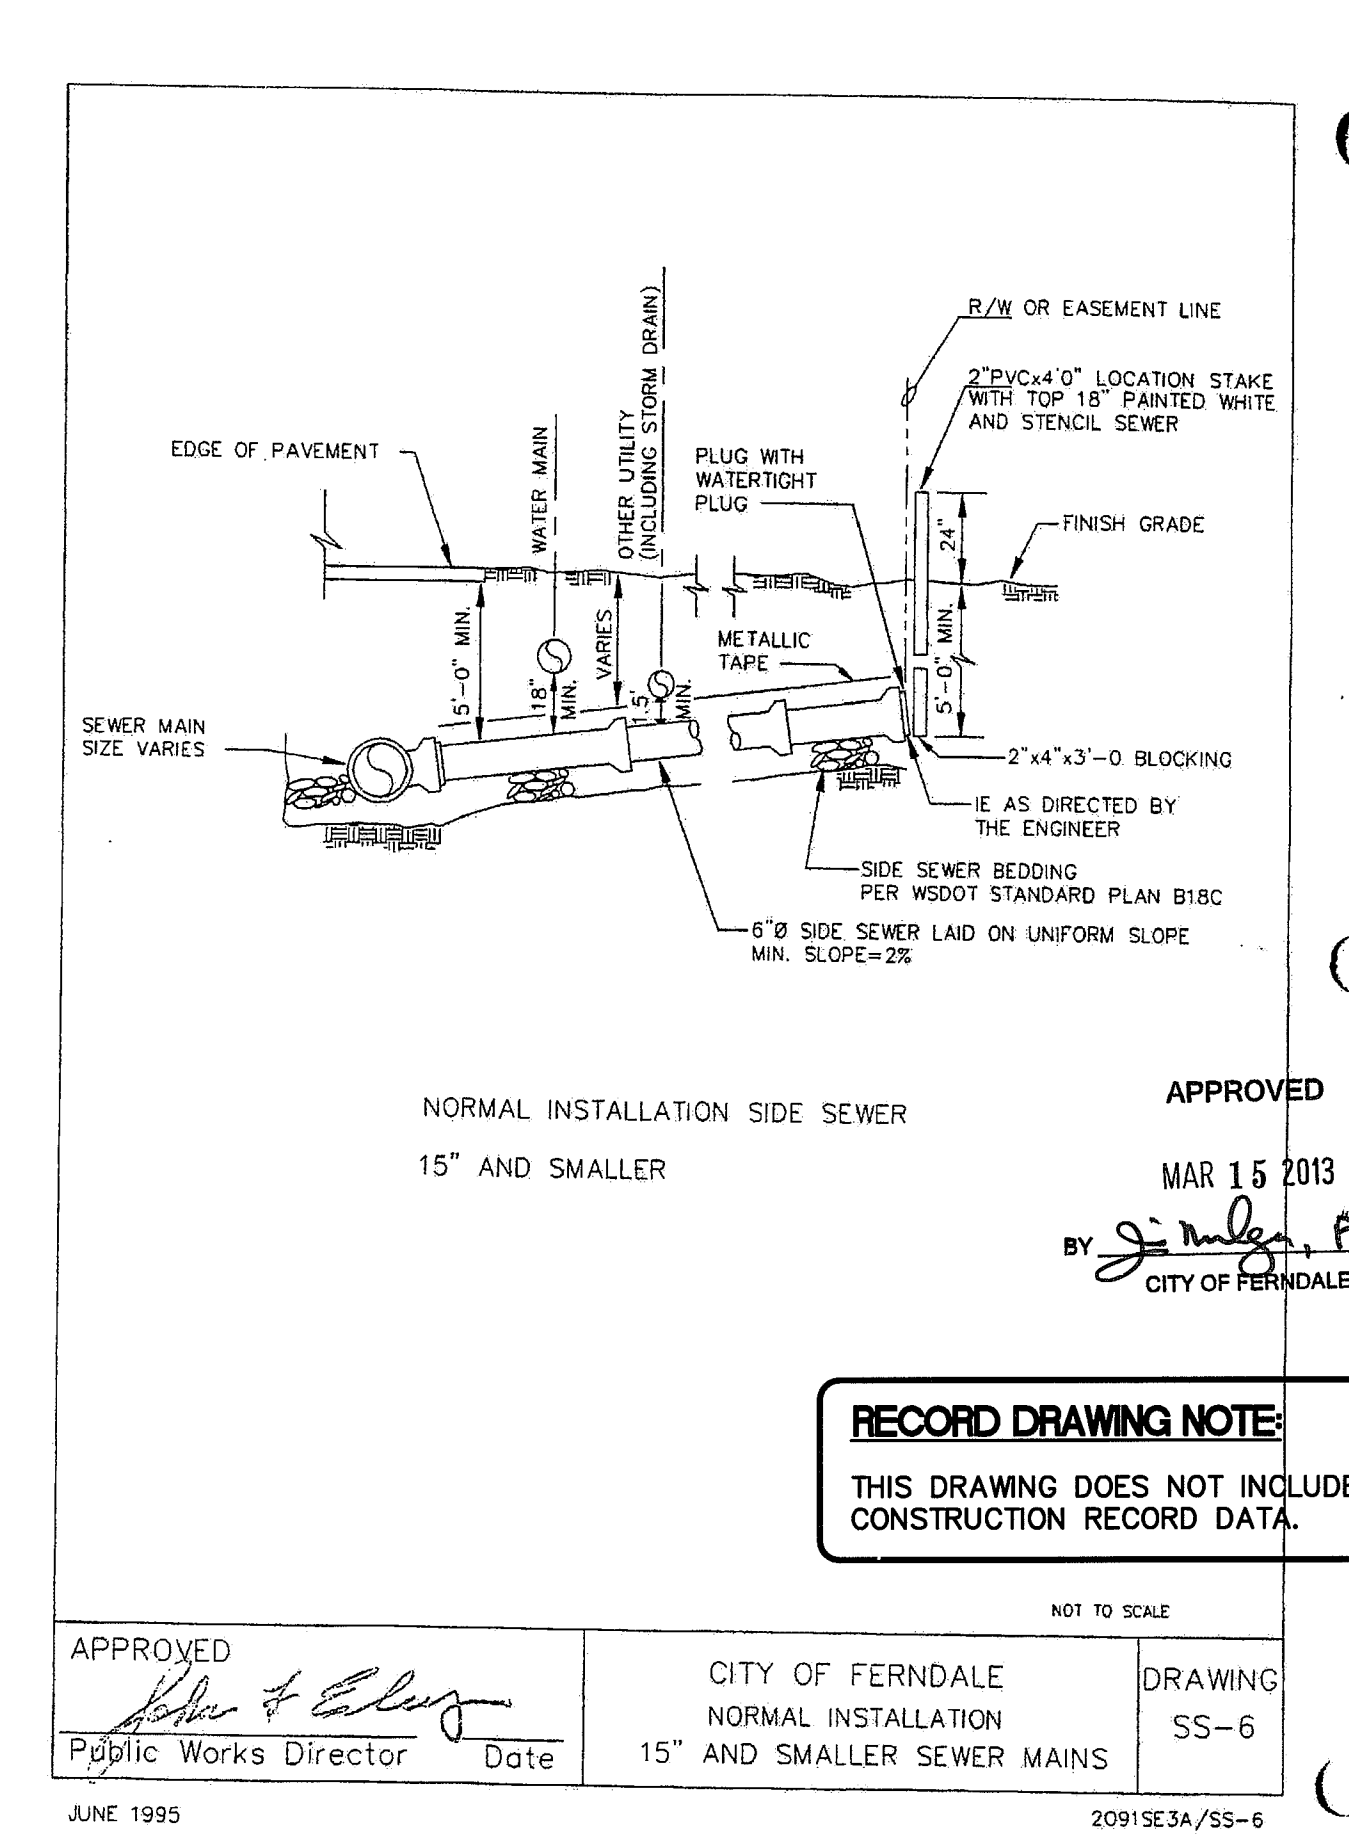 R/W OR EASEMENT LINE
2"PVCx4'0" LOCATION STAKE
WITH TOP 18" PAINTED WHITE
AND STENCIL SEWER
EDGE OF PAVEMENT
WATER MAIN
OTHER UTILITY
(INCLUDING STORM DRAIN)
PLUG WITH
WATERTIGHT
PLUG
24"
FINISH GRADE
5'-0" MIN.
18"
MIN.
VARIES
1.5'
MIN.
METALLIC
TAPE
5'-0" MIN.
SEWER MAIN
SIZE VARIES
2"x4"x3'-0 BLOCKING
IE AS DIRECTED BY
THE ENGINEER
SIDE SEWER BEDDING
PER WSDOT STANDARD PLAN B18C
6"Ø SIDE SEWER LAID ON UNIFORM SLOPE
MIN. SLOPE=2%
NORMAL INSTALLATION SIDE SEWER
15" AND SMALLER
APPROVED
MAR 15 2013
BY
CITY OF FERNDALE
RECORD DRAWING NOTE:
THIS DRAWING DOES NOT INCLUDE
CONSTRUCTION RECORD DATA.
NOT TO SCALE
APPROVED
Public Works Director Date
CITY OF FERNDALE
NORMAL INSTALLATION
15" AND SMALLER SEWER MAINS
DRAWING
SS-6
JUNE 1995
2091SE3A/SS-6